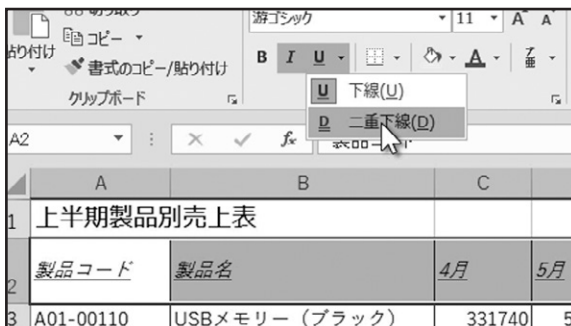 游ゴシック 11 A A
コピー
貼り付け
書式のコピー/貼り付け
B I U A
クリップボード
U 下線(U)
D 二重下線(D)
A2 fx
A B C
1 上半期製品別売上表
2 製品コード 製品名 4月 5月
3 A01-00110 USBメモリー（ブラック） 331740 5